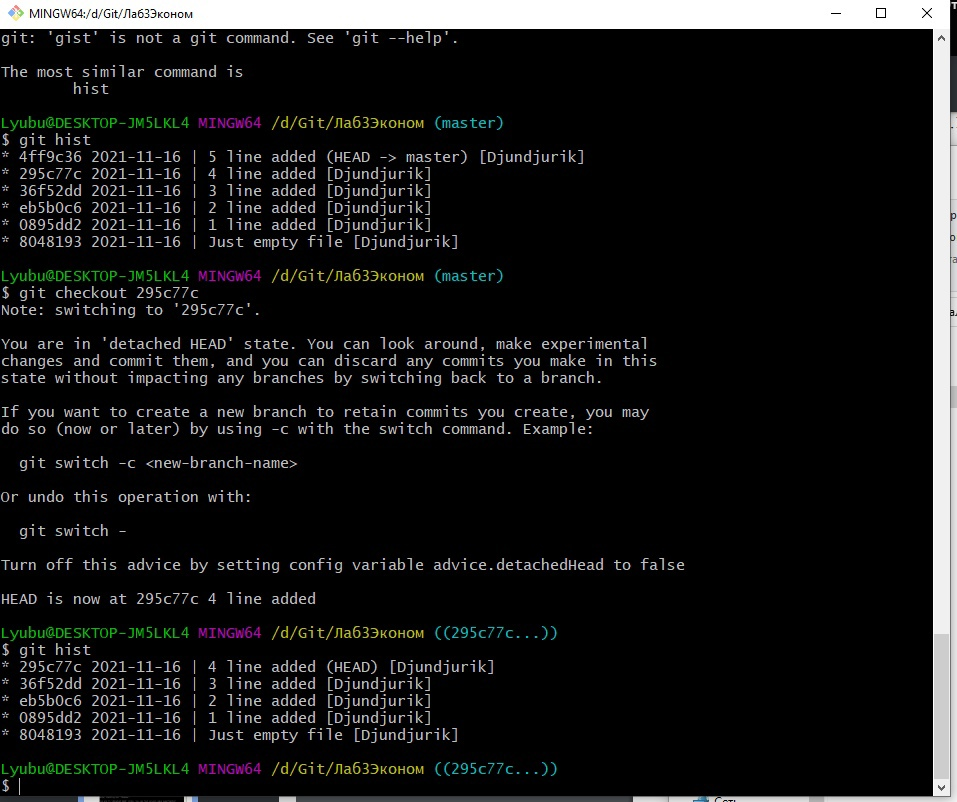 MINGW64:/d/Git/Лаб3Эконом
git: 'gist' is not a git command. See 'git --help'.
The most similar command is
hist
Lyubu@DESKTOP-JM5LKL4 MINGW64 /d/Git/Лаб3Эконом (master)
$ git hist
* 4ff9c36 2021-11-16 | 5 line added (HEAD -> master) [Djundjurik]
* 295c77c 2021-11-16 | 4 line added [Djundjurik]
* 36f52dd 2021-11-16 | 3 line added [Djundjurik]
* eb5b0c6 2021-11-16 | 2 line added [Djundjurik]
* 0895dd2 2021-11-16 | 1 line added [Djundjurik]
* 8048193 2021-11-16 | Just empty file [Djundjurik]
Lyubu@DESKTOP-JM5LKL4 MINGW64 /d/Git/Лаб3Эконом (master)
$ git checkout 295c77c
Note: switching to '295c77c'.
You are in 'detached HEAD' state. You can look around, make experimental
changes and commit them, and you can discard any commits you make in this
state without impacting any branches by switching back to a branch.
If you want to create a new branch to retain commits you create, you may
do so (now or later) by using -c with the switch command. Example:
git switch -c <new-branch-name>
Or undo this operation with:
git switch -
Turn off this advice by setting config variable advice.detachedHead to false
HEAD is now at 295c77c 4 line added
Lyubu@DESKTOP-JM5LKL4 MINGW64 /d/Git/Лаб3Эконом ((295c77c...))
$ git hist
* 295c77c 2021-11-16 | 4 line added (HEAD) [Djundjurik]
* 36f52dd 2021-11-16 | 3 line added [Djundjurik]
* eb5b0c6 2021-11-16 | 2 line added [Djundjurik]
* 0895dd2 2021-11-16 | 1 line added [Djundjurik]
* 8048193 2021-11-16 | Just empty file [Djundjurik]
Lyubu@DESKTOP-JM5LKL4 MINGW64 /d/Git/Лаб3Эконом ((295c77c...))
$